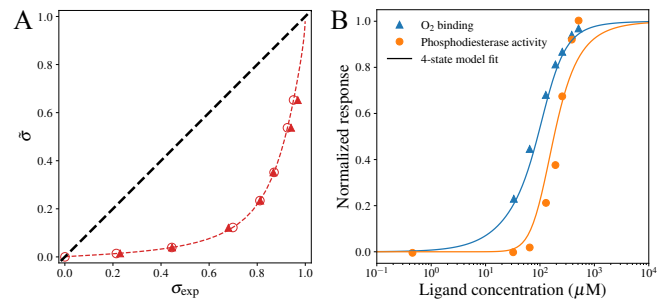 A
σ̃
1.0
0.8
0.6
0.4
0.2
0.0
0.0 0.2 0.4 0.6 0.8 1.0
σexp
B
Normalized response
1.0
0.8
0.6
0.4
0.2
0.0
O₂ binding
Phosphodiesterase activity
4-state model fit
10⁻¹ 10⁰ 10¹ 10² 10³ 10⁴
Ligand concentration (μM)